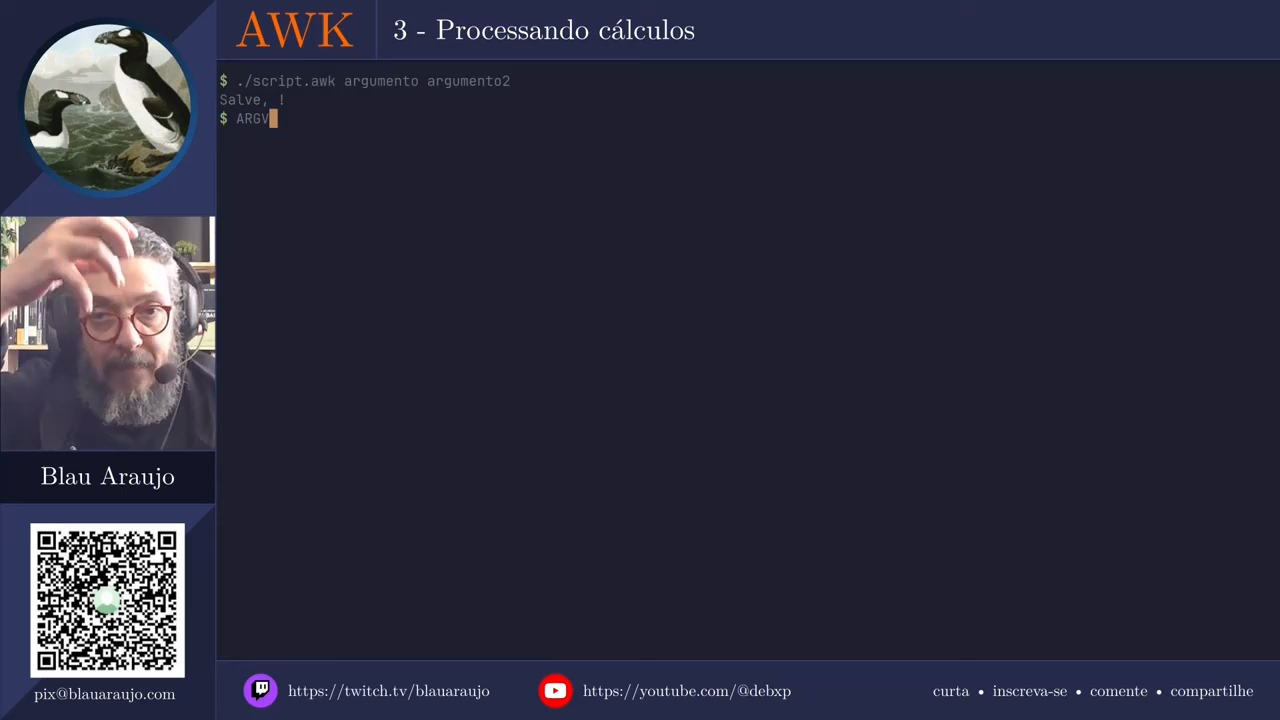 AWK
3 - Processando cálculos
$ ./script.awk argumento argumento2
Salve, !
$ ARGV
Blau Araujo
pix@blauaraujo.com
https://twitch.tv/blauaraujo
https://youtube.com/@debxp
curta • inscreva-se • comente • compartilhe